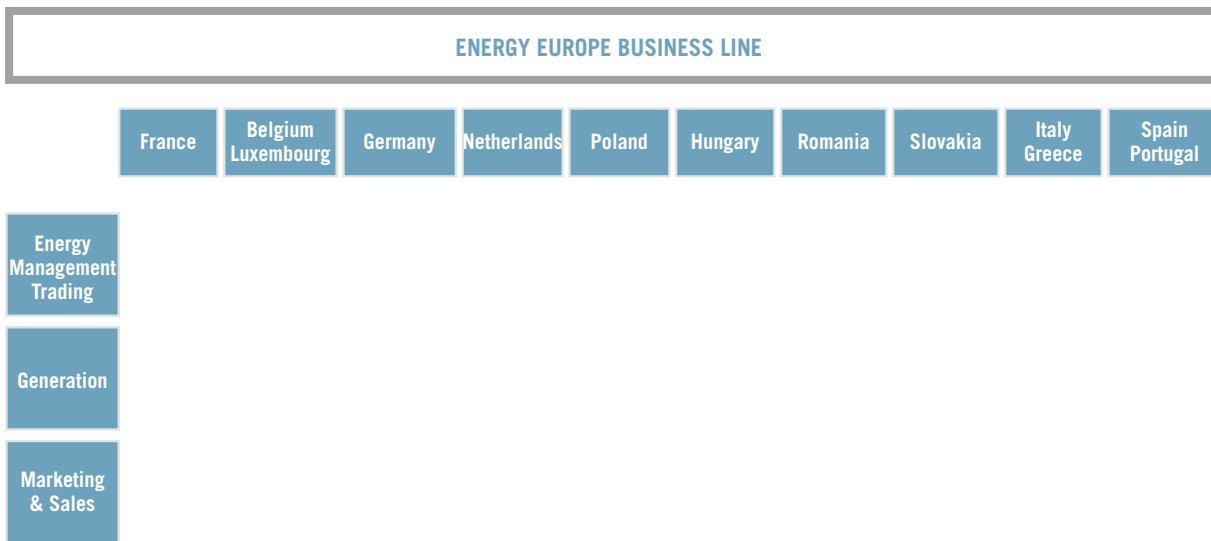 ENERGY EUROPE BUSINESS LINE
France
Belgium
Luxembourg
Germany
Netherlands
Poland
Hungary
Romania
Slovakia
Italy
Greece
Spain
Portugal
Energy
Management
Trading
Generation
Marketing
& Sales